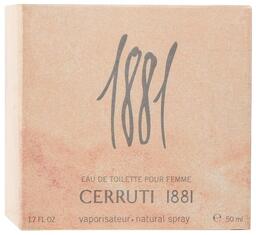 1881
EAU DE TOILETTE POUR FEMME
CERRUTI 1881
1.7 FL.OZ vaporisateur · natural spray 50 ml